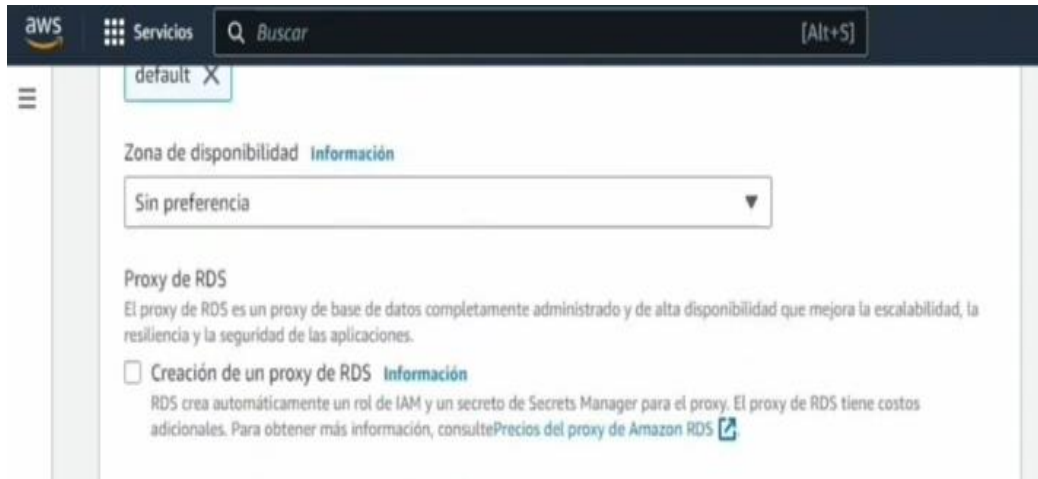 aws
Servicios
Buscar
[Alt+S]
default X
Zona de disponibilidad Información
Sin preferencia
Proxy de RDS
El proxy de RDS es un proxy de base de datos completamente administrado y de alta disponibilidad que mejora la escalabilidad, la
resiliencia y la seguridad de las aplicaciones.
Creación de un proxy de RDS Información
RDS crea automáticamente un rol de IAM y un secreto de Secrets Manager para el proxy. El proxy de RDS tiene costos
adicionales. Para obtener más información, consultePrecios del proxy de Amazon RDS.